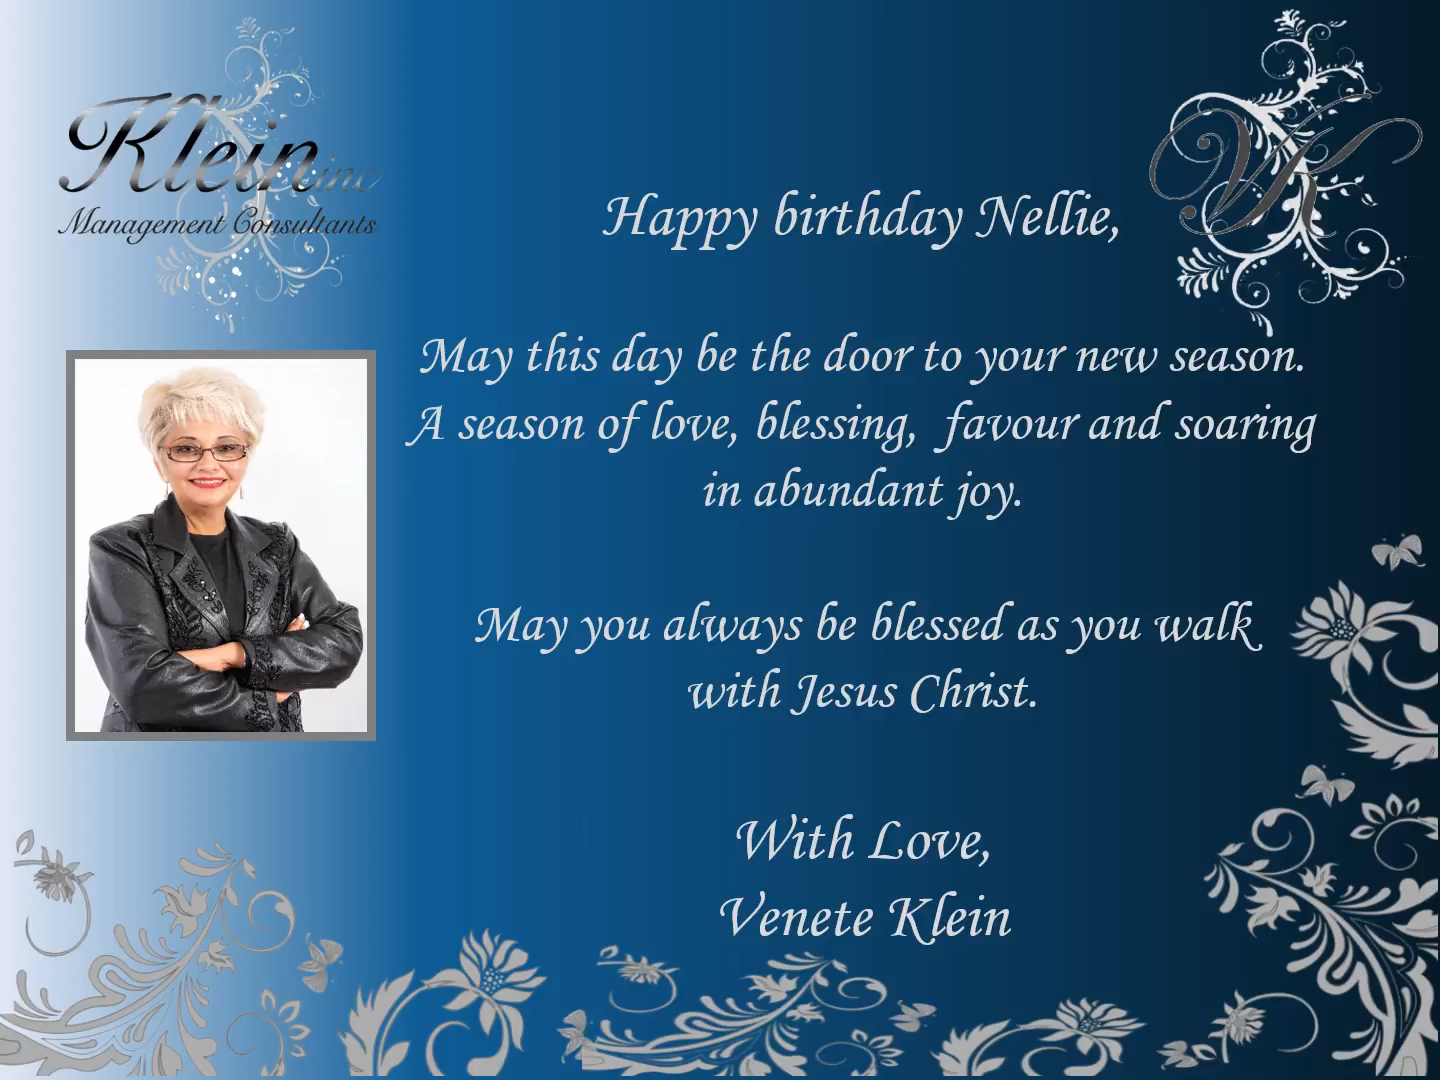 Klein inc
Management Consultants
VK
Happy birthday Nellie,
May this day be the door to your new season.
A season of love, blessing,  favour and soaring
in abundant joy.
May you always be blessed as you walk
with Jesus Christ.
With Love,
Venete Klein